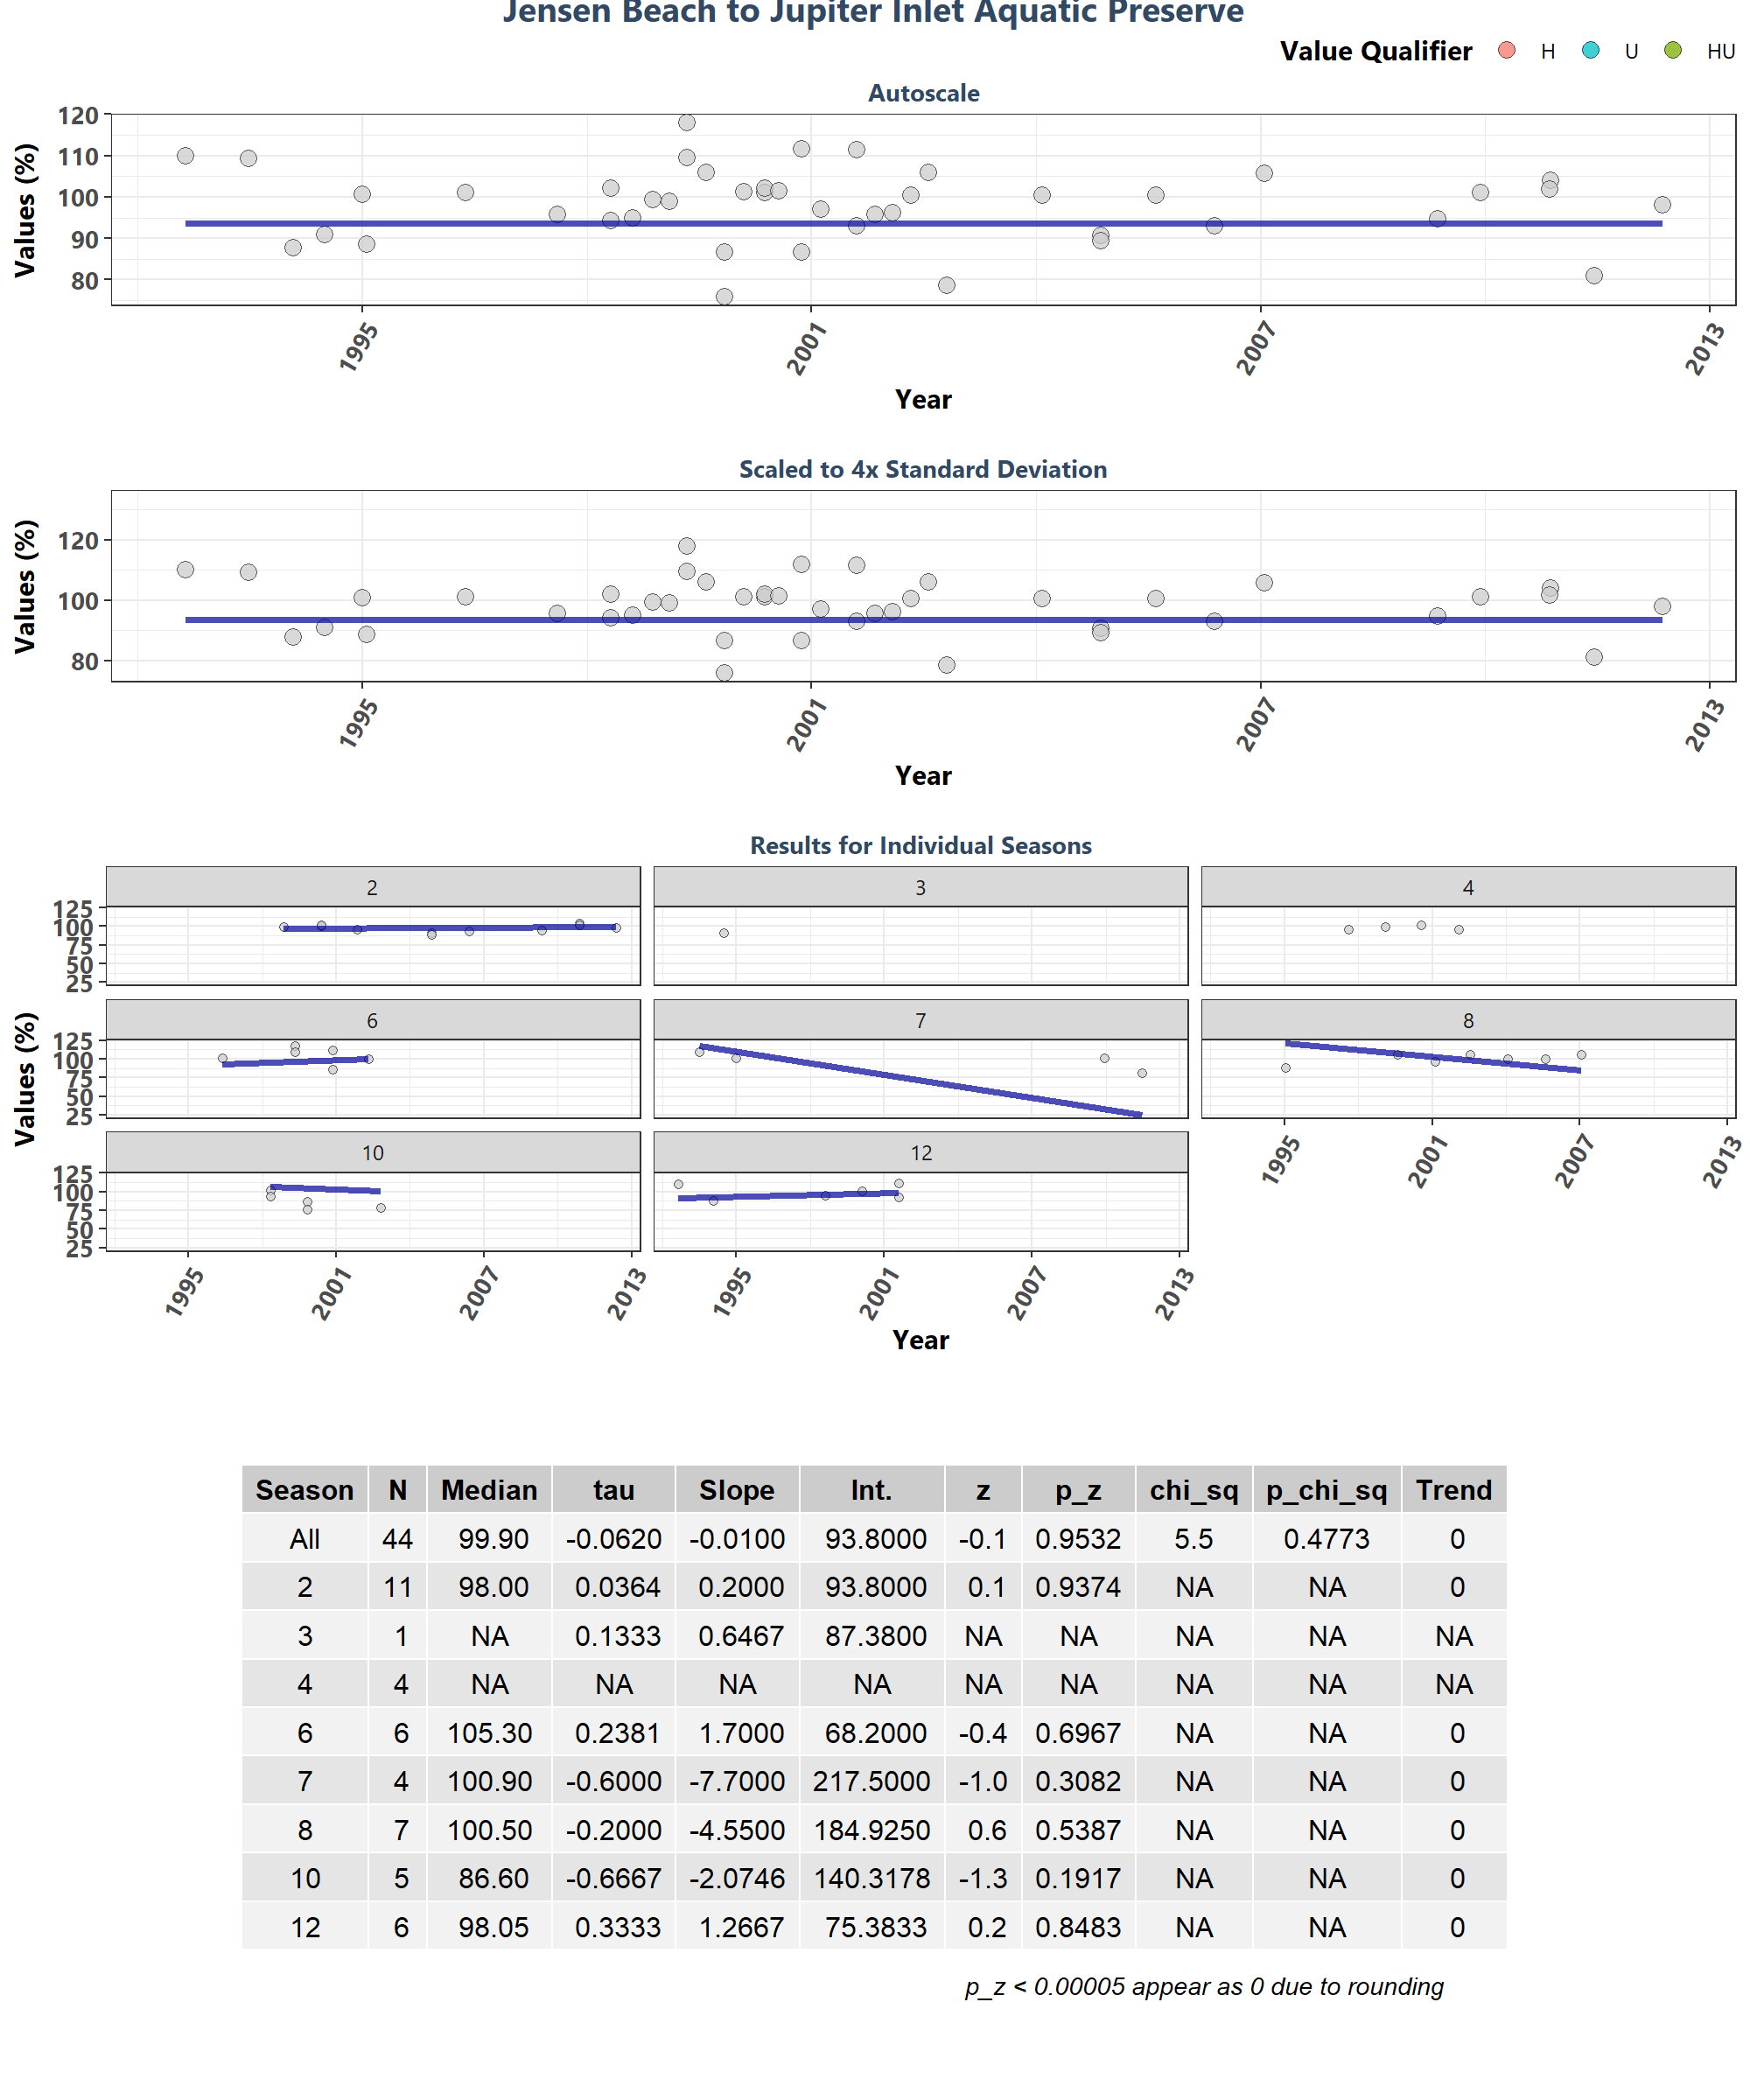 Jensen Beach to Jupiter Inlet Aquatic Preserve
Value Qualifier H U HU
Autoscale
Values (%)
120
110
100
90
80
1995 2001 2007 2013
Year
Scaled to 4x Standard Deviation
Values (%)
120
100
80
1995 2001 2007 2013
Year
Results for Individual Seasons
Values (%)
2 3 4
125
100
75
50
25
6 7 8
125
100
75
50
25
1995 2001 2007 2013
10 12
125
100
75
50
25
1995 2001 2007 2013 1995 2001 2007 2013
Year
Season N Median tau Slope Int. z p_z chi_sq p_chi_sq Trend
All 44 99.90 -0.0620 -0.0100 93.8000 -0.1 0.9532 5.5 0.4773 0
2 11 98.00 0.0364 0.2000 93.8000 0.1 0.9374 NA NA 0
3 1 NA 0.1333 0.6467 87.3800 NA NA NA NA NA
4 4 NA NA NA NA NA NA NA NA NA
6 6 105.30 0.2381 1.7000 68.2000 -0.4 0.6967 NA NA 0
7 4 100.90 -0.6000 -7.7000 217.5000 -1.0 0.3082 NA NA 0
8 7 100.50 -0.2000 -4.5500 184.9250 0.6 0.5387 NA NA 0
10 5 86.60 -0.6667 -2.0746 140.3178 -1.3 0.1917 NA NA 0
12 6 98.05 0.3333 1.2667 75.3833 0.2 0.8483 NA NA 0
p_z < 0.00005 appear as 0 due to rounding